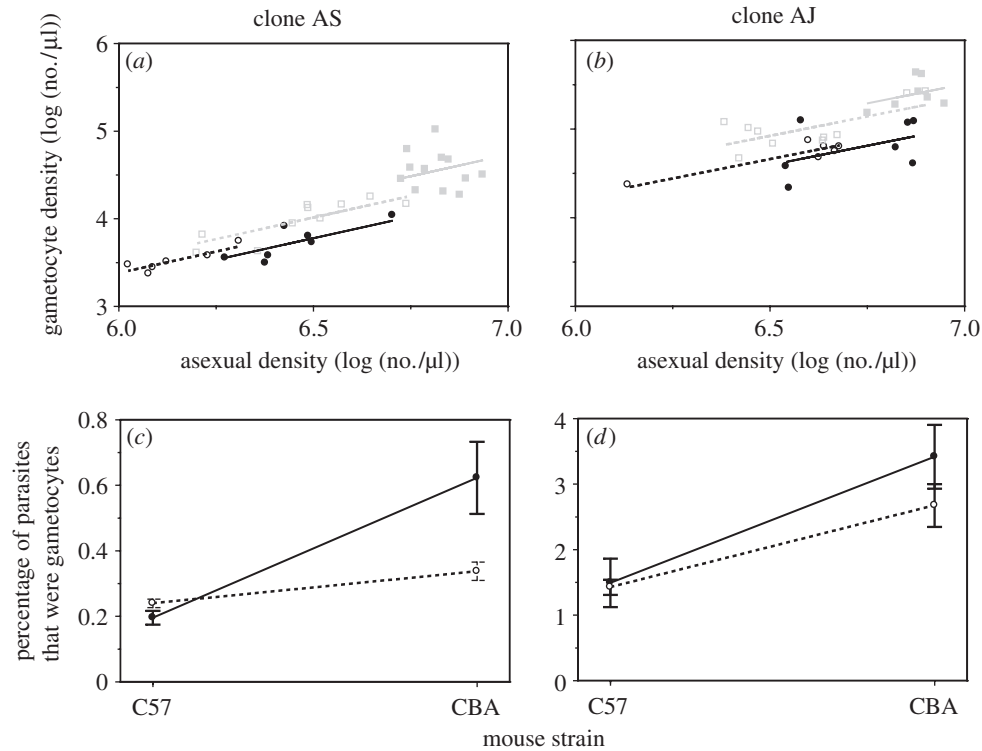 clone AS
clone AJ
gametocyte density (log (no./µl))
6
5
4
3
(a)
6.0
6.5
7.0
asexual density (log (no./µl))
(b)
6.0
6.5
7.0
asexual density (log (no./µl))
percentage of parasites
that were gametocytes
0.8
0.6
0.4
0.2
0
(c)
C57
CBA
4
3
2
1
0
(d)
C57
CBA
mouse strain